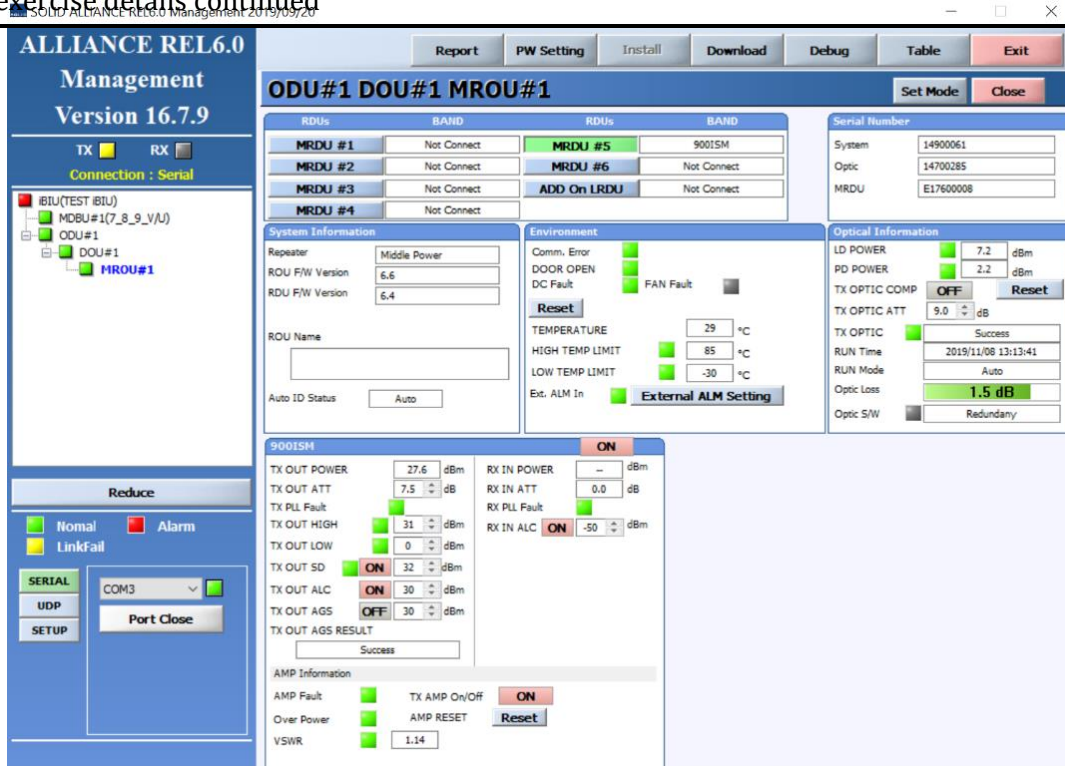 exercise details continued
SOLID ALLIANCE REL6.0 Management 2019/09/20
ALLIANCE REL6.0
Management
Version 16.7.9
TX RX
Connection : Serial
iBIU(TEST iBIU)
MDBU#1(7_8_9_V/U)
ODU#1
DOU#1
MROU#1
Reduce
Nomal Alarm
LinkFail
SERIAL
UDP
SETUP
COM3
Port Close
Report PW Setting Install Download Debug Table Exit
ODU#1 DOU#1 MROU#1
Set Mode Close
RDUs BAND RDUs BAND
MRDU #1 Not Connect MRDU #5 900ISM
MRDU #2 Not Connect MRDU #6 Not Connect
MRDU #3 Not Connect ADD On LRDU Not Connect
MRDU #4 Not Connect
Serial Number
System 14900061
Optic 14700285
MRDU E17600008
System Information
Repeater Middle Power
ROU F/W Version 6.6
RDU F/W Version 6.4
ROU Name
Auto ID Status Auto
Environment
Comm. Error
DOOR OPEN
DC Fault FAN Fault
Reset
TEMPERATURE 29 °C
HIGH TEMP LIMIT 85 °C
LOW TEMP LIMIT -30 °C
Ext. ALM In External ALM Setting
Optical Information
LD POWER 7.2 dBm
PD POWER 2.2 dBm
TX OPTIC COMP OFF Reset
TX OPTIC ATT 9.0 dB
TX OPTIC Success
RUN Time 2019/11/08 13:13:41
RUN Mode Auto
Optic Loss 1.5 dB
Optic S/W Redundany
900ISM ON
TX OUT POWER 27.6 dBm RX IN POWER -- dBm
TX OUT ATT 7.5 dB RX IN ATT 0.0 dB
TX PLL Fault RX PLL Fault
TX OUT HIGH 31 dBm RX IN ALC ON -50 dBm
TX OUT LOW 0 dBm
TX OUT SD ON 32 dBm
TX OUT ALC ON 30 dBm
TX OUT AGS OFF 30 dBm
TX OUT AGS RESULT
Success
AMP Information
AMP Fault TX AMP On/Off ON
Over Power AMP RESET Reset
VSWR 1.14